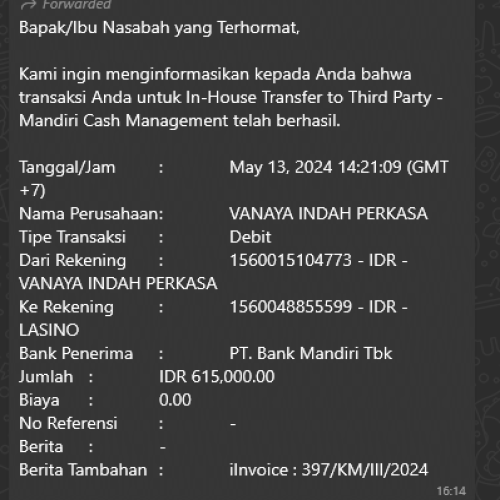 Forwarded
Bapak/Ibu Nasabah yang Terhormat,
Kami ingin menginformasikan kepada Anda bahwa
transaksi Anda untuk In-House Transfer to Third Party -
Mandiri Cash Management telah berhasil.
Tanggal/Jam : May 13, 2024 14:21:09 (GMT
+7)
Nama Perusahaan: VANAYA INDAH PERKASA
Tipe Transaksi : Debit
Dari Rekening : 1560015104773 - IDR -
VANAYA INDAH PERKASA
Ke Rekening : 1560048855599 - IDR -
LASINO
Bank Penerima : PT. Bank Mandiri Tbk
Jumlah : IDR 615,000.00
Biaya : 0.00
No Referensi : -
Berita : -
Berita Tambahan : iInvoice : 397/KM/III/2024
16:14